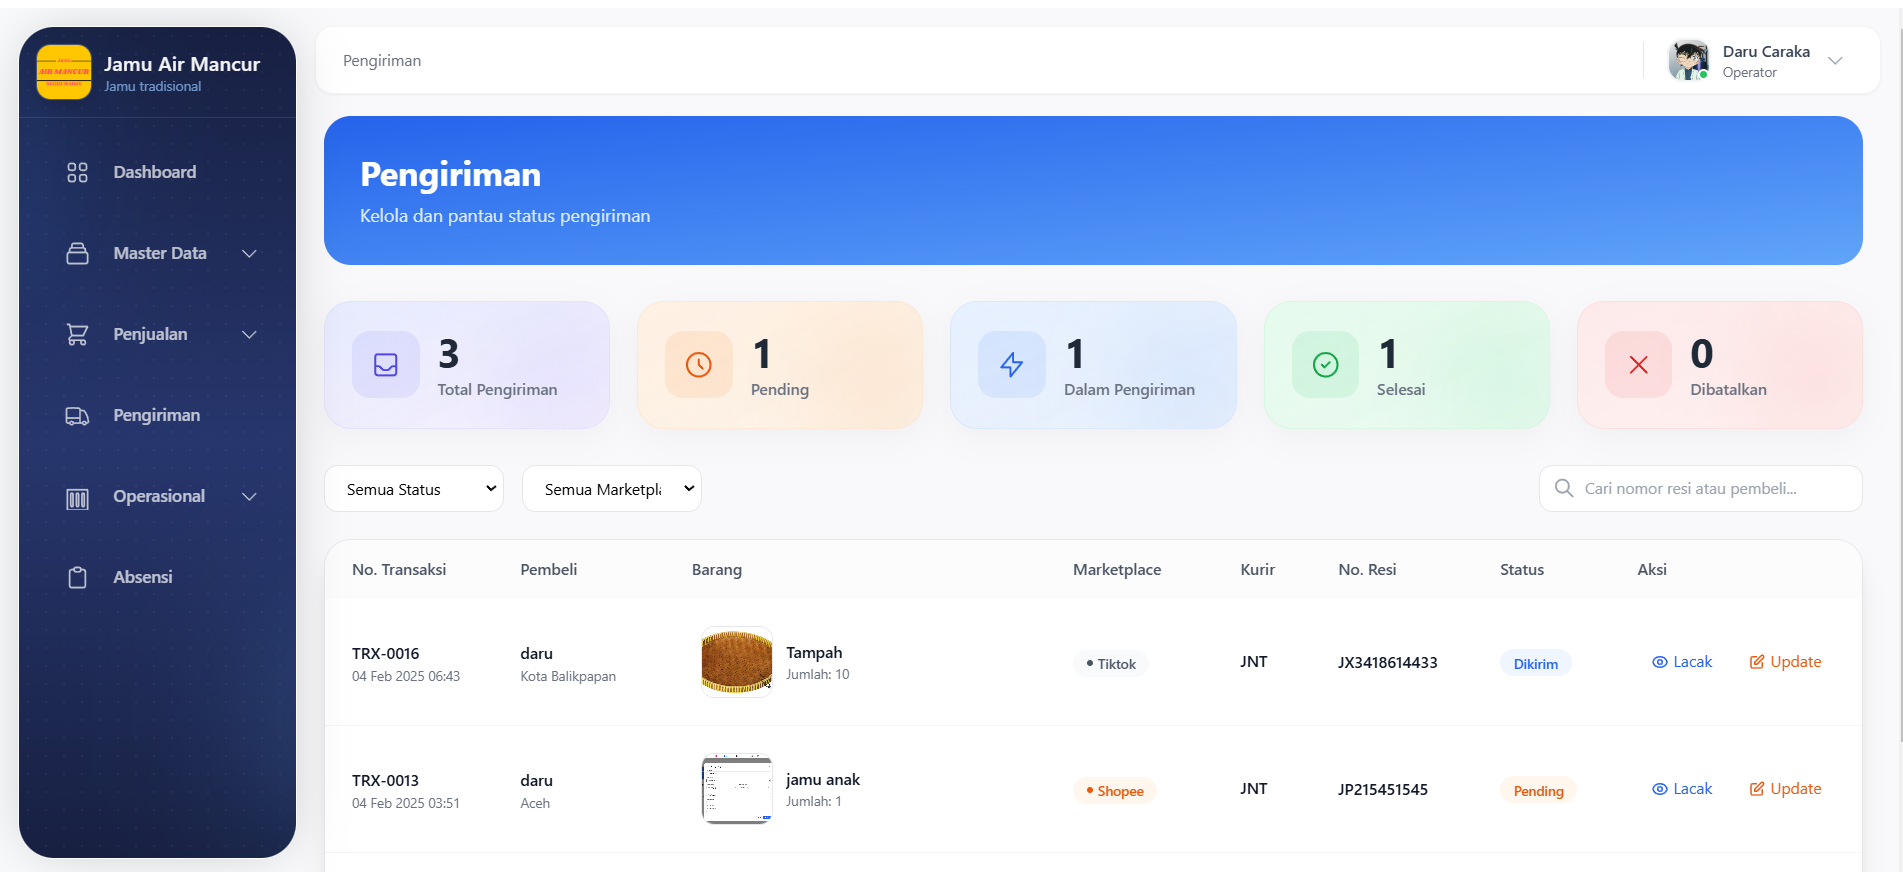 AIR MANCUR
Jamu Air Mancur
Jamu tradisional
Dashboard
Master Data
Penjualan
Pengiriman
Operasional
Absensi
Pengiriman
Daru Caraka
Operator
Pengiriman
Kelola dan pantau status pengiriman
3
Total Pengiriman
1
Pending
1
Dalam Pengiriman
1
Selesai
0
Dibatalkan
Semua Status
Semua Marketpl
Cari nomor resi atau pembeli...
No. Transaksi Pembeli Barang Marketplace Kurir No. Resi Status Aksi
TRX-0016 daru Tampah Tiktok JNT JX3418614433 Dikirim Lacak Update
04 Feb 2025 06:43 Kota Balikpapan Jumlah: 10
TRX-0013 daru jamu anak Shopee JNT JP215451545 Pending Lacak Update
04 Feb 2025 03:51 Aceh Jumlah: 1